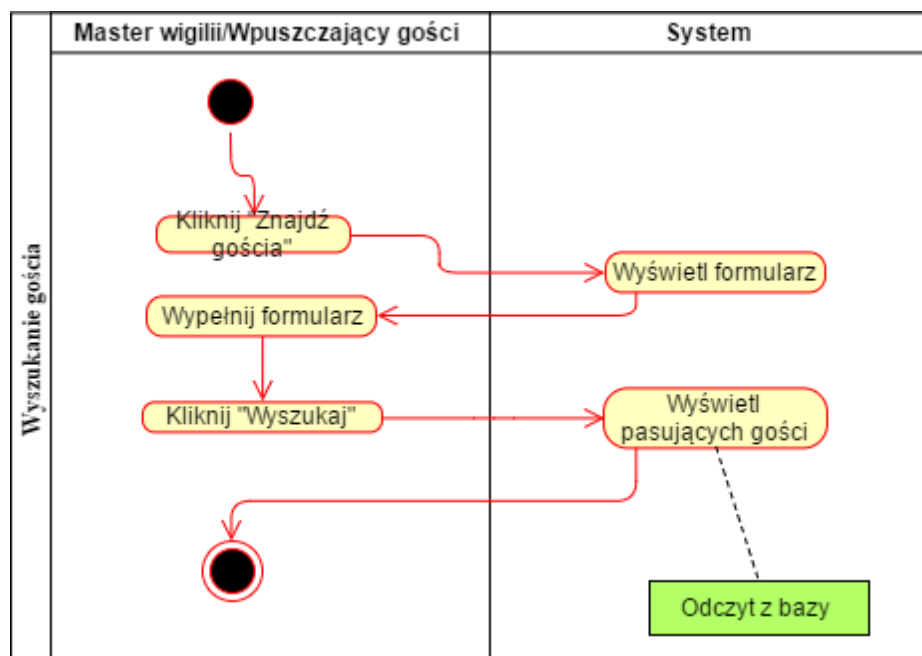 Master wigilii/Wpuszczający gości
System
Wyszukanie gościa
Kliknij "Znajdź
gościa"
Wyświetl formularz
Wypełnij formularz
Kliknij "Wyszukaj"
Wyświetl
pasujących gości
Odczyt z bazy